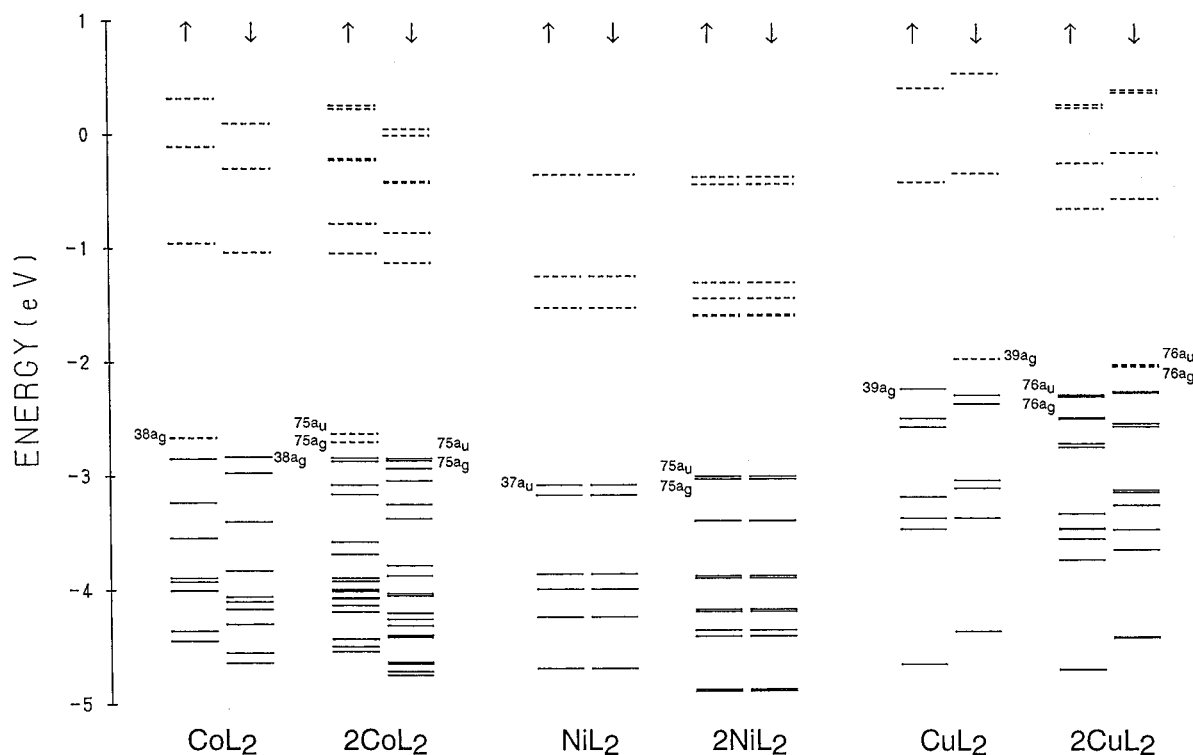 ENERGY(eV)
1
0
-1
-2
-3
-4
-5
↑ ↓ ↑ ↓ ↑ ↓ ↑ ↓ ↑ ↓ ↑ ↓
38ag
38ag
75au
75ag
75au
75ag
37au
75au
75ag
39ag
39ag
76au
76ag
76au
76ag
CoL2 2CoL2 NiL2 2NiL2 CuL2 2CuL2